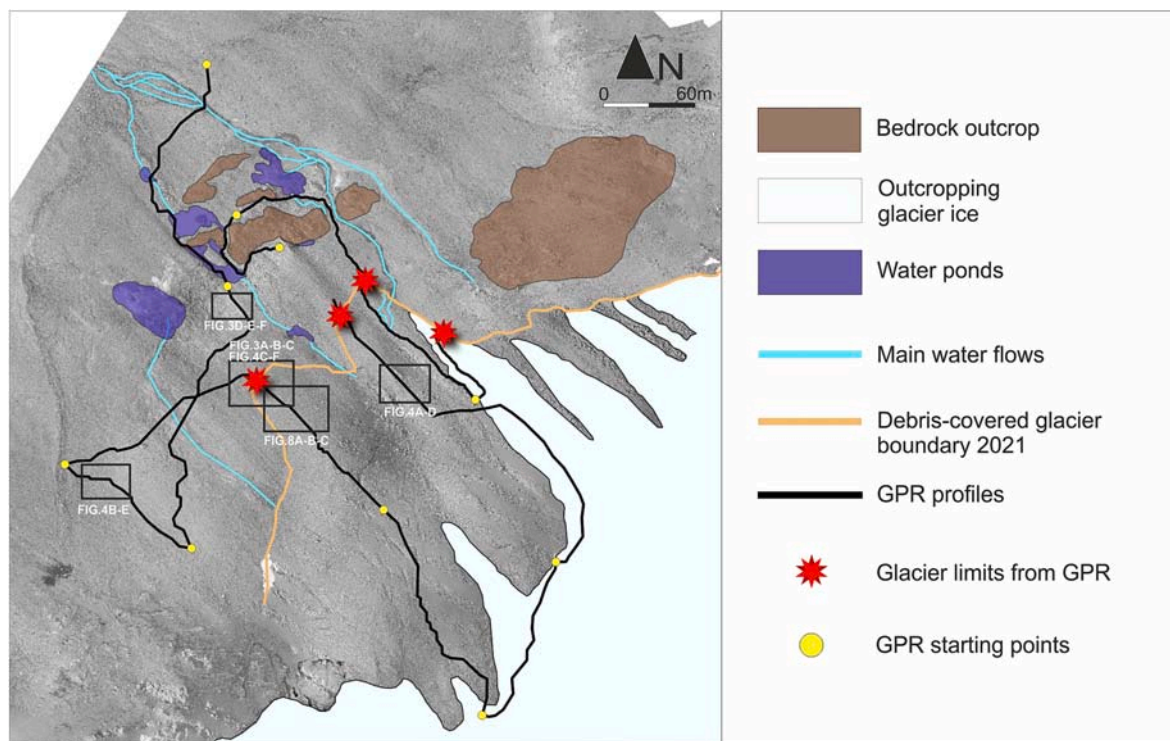 N
0 60m
FIG.3D-E-F
FIG.3A-B-C
FIG.4C-F
FIG.4A-D
FIG.8A-B-C
FIG.4B-E
Bedrock outcrop
Outcropping
glacier ice
Water ponds
Main water flows
Debris-covered glacier
boundary 2021
GPR profiles
Glacier limits from GPR
GPR starting points